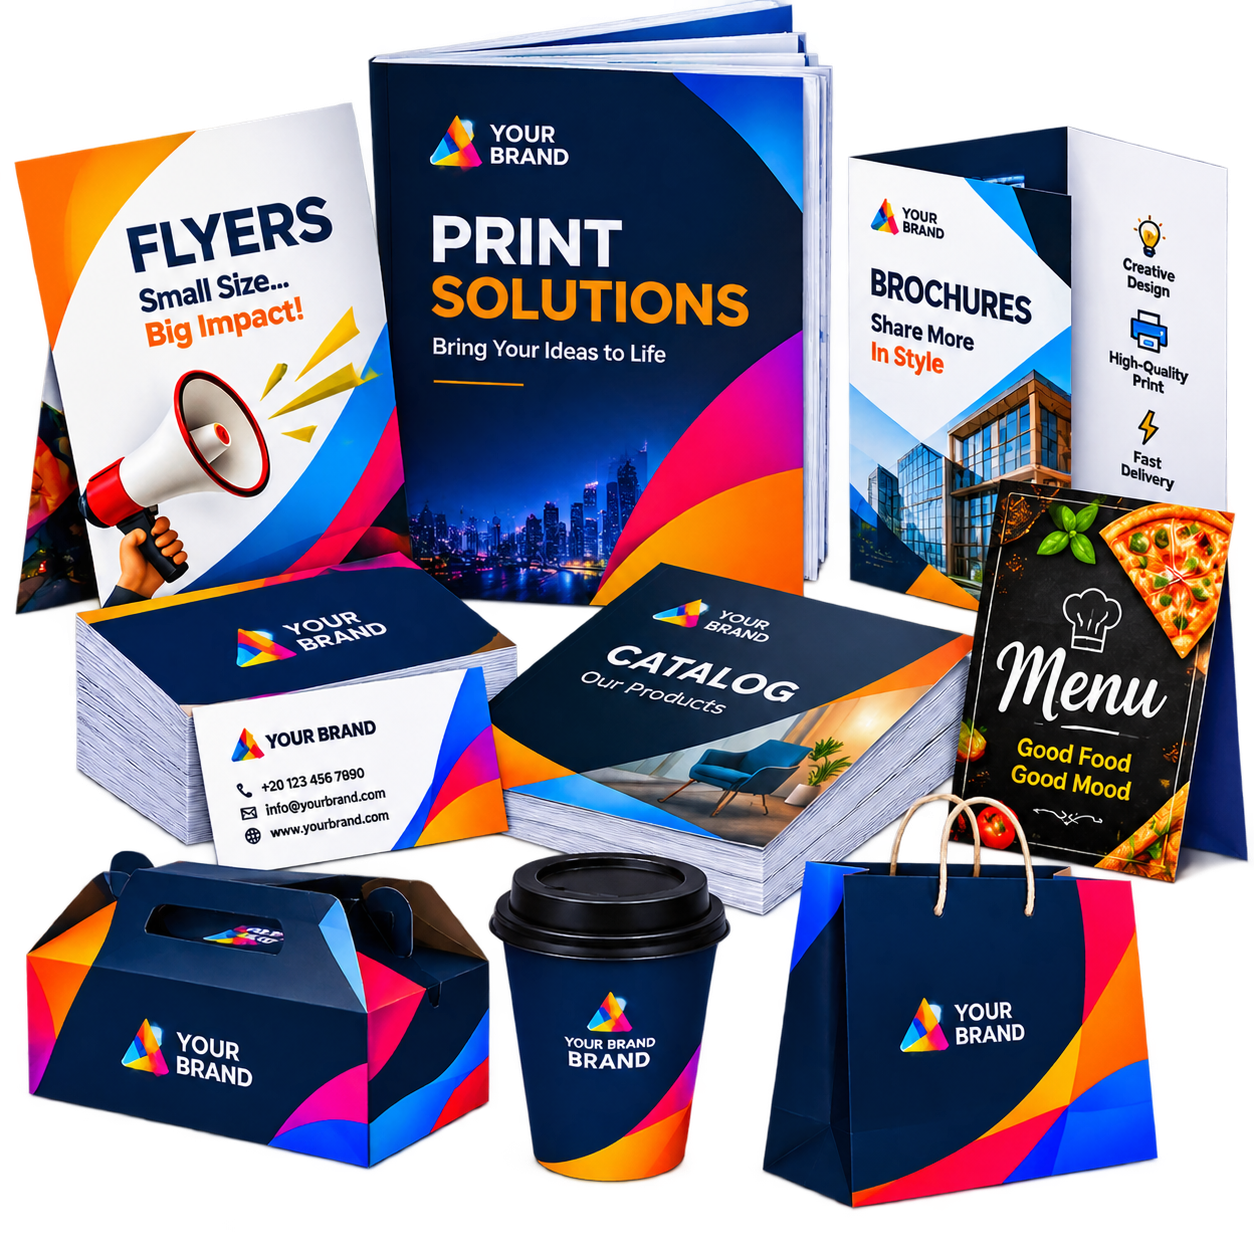 FLYERS
Small Size...
Big Impact!
YOUR
BRAND
PRINT
SOLUTIONS
Bring Your Ideas to Life
YOUR
BRAND
BROCHURES
Share More
In Style
Creative
Design
High-Quality
Print
Fast
Delivery
YOUR
BRAND
YOUR BRAND
+20 123 456 7890
info@yourbrand.com
www.yourbrand.com
YOUR
BRAND
CATALOG
Our Products
Menu
Good Food
Good Mood
YOUR
BRAND
YOUR BRAND
BRAND
YOUR
BRAND